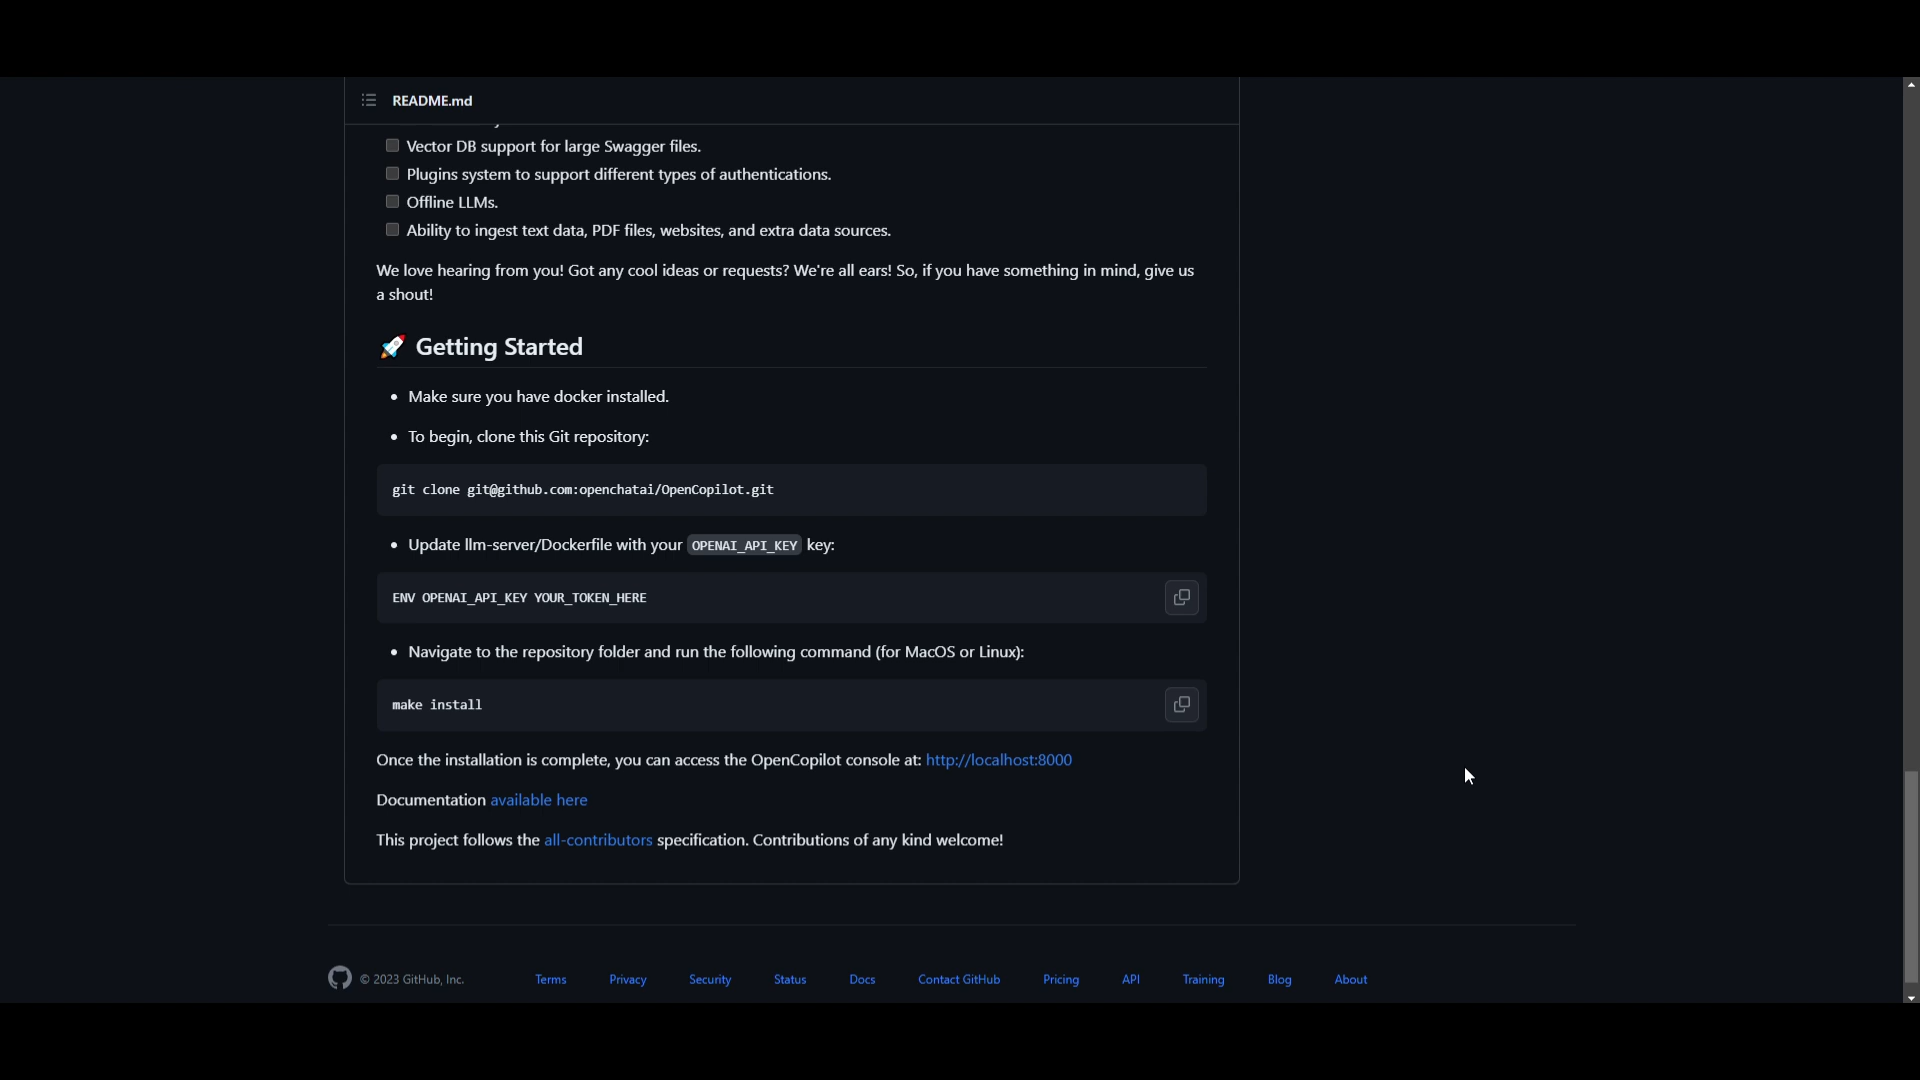 README.md
Vector DB support for large Swagger files.
Plugins system to support different types of authentications.
Offline LLMs.
Ability to ingest text data, PDF files, websites, and extra data sources.
We love hearing from you! Got any cool ideas or requests? We're all ears! So, if you have something in mind, give us
a shout!
🚀 Getting Started
• Make sure you have docker installed.
• To begin, clone this Git repository:
git clone git@github.com:openchatai/OpenCopilot.git
• Update llm-server/Dockerfile with your OPENAI_API_KEY key:
ENV OPENAI_API_KEY YOUR_TOKEN_HERE
• Navigate to the repository folder and run the following command (for MacOS or Linux):
make install
Once the installation is complete, you can access the OpenCopilot console at: http://localhost:8000
Documentation available here
This project follows the all-contributors specification. Contributions of any kind welcome!
© 2023 GitHub, Inc. Terms Privacy Security Status Docs Contact GitHub Pricing API Training Blog About